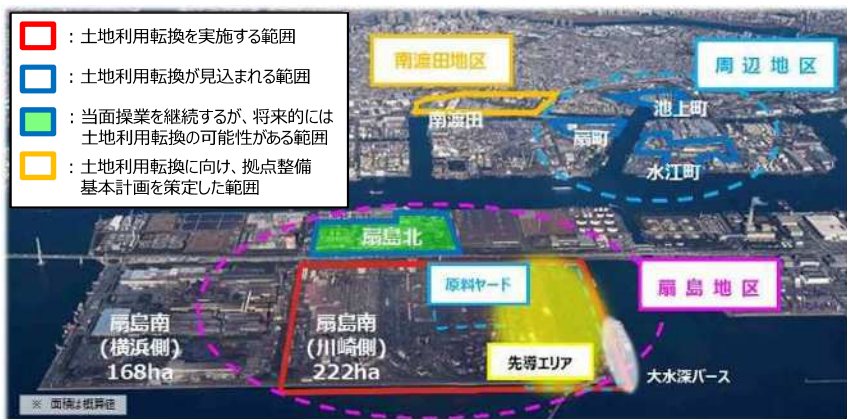 ：土地利用転換を実施する範囲
：土地利用転換が見込まれる範囲
：当面操業を継続するが、将来的には
土地利用転換の可能性がある範囲
：土地利用転換に向け、拠点整備
基本計画を策定した範囲
南渡田地区
周辺地区
南渡田
池上町
扇町
水江町
扇島北
原料ヤード
扇島地区
扇島南
(横浜側)
168ha
扇島南
(川崎側)
222ha
先導エリア
大水深バース
※ 面積は概算値